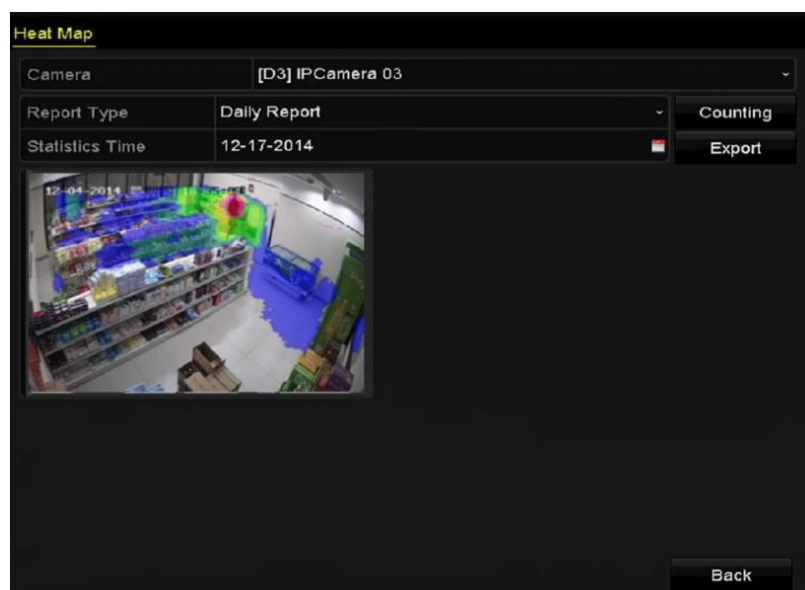 Heat Map
Camera [D3] IPCamera 03
Report Type Daily Report Counting
Statistics Time 12-17-2014 Export
12-04-2014
Back